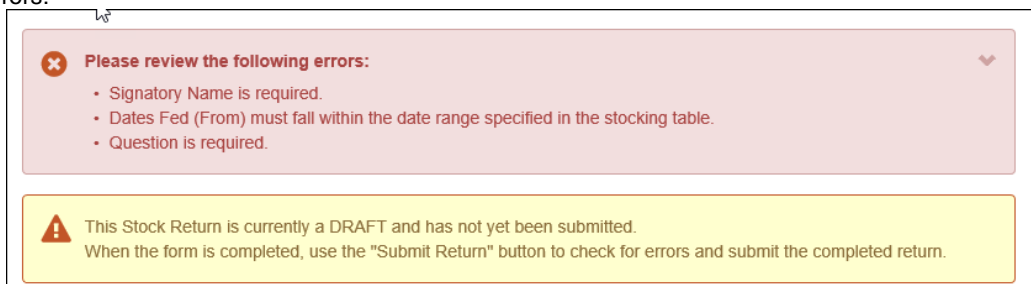 Please review the following errors:
• Signatory Name is required.
• Dates Fed (From) must fall within the date range specified in the stocking table.
• Question is required.
This Stock Return is currently a DRAFT and has not yet been submitted.
When the form is completed, use the "Submit Return" button to check for errors and submit the completed return.